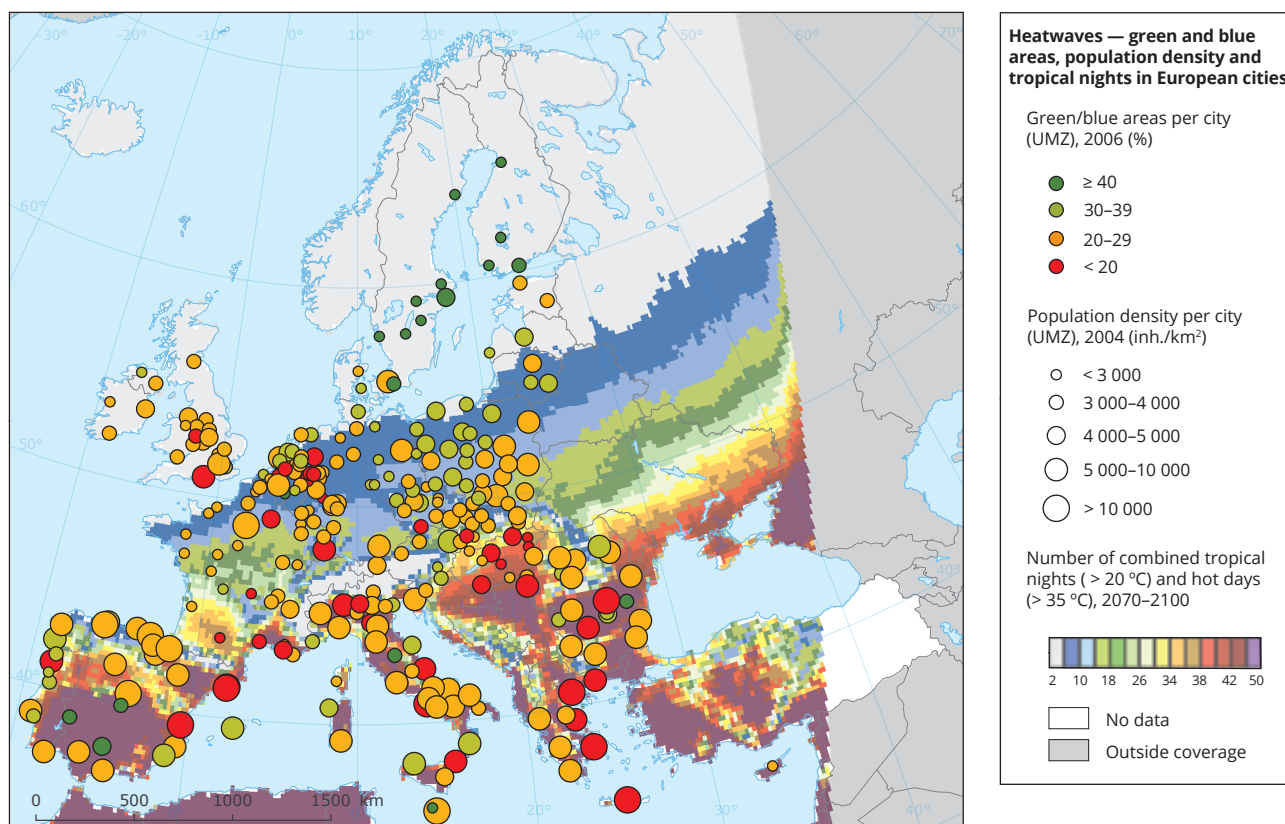 -30°
-20°
-10°
0°
10°
20°
30°
40°
50°
60°
70°
60°
50°
50°
40°
40°
0°
10°
20°
30°
40°
0 500 1000 1500 km
Heatwaves — green and blue
areas, population density and
tropical nights in European cities
Green/blue areas per city
(UMZ), 2006 (%)
≥ 40
30–39
20–29
< 20
Population density per city
(UMZ), 2004 (inh./km²)
< 3 000
3 000–4 000
4 000–5 000
5 000–10 000
> 10 000
Number of combined tropical
nights ( > 20 ºC) and hot days
(> 35 ºC), 2070–2100
2 10 18 26 34 38 42 50
No data
Outside coverage